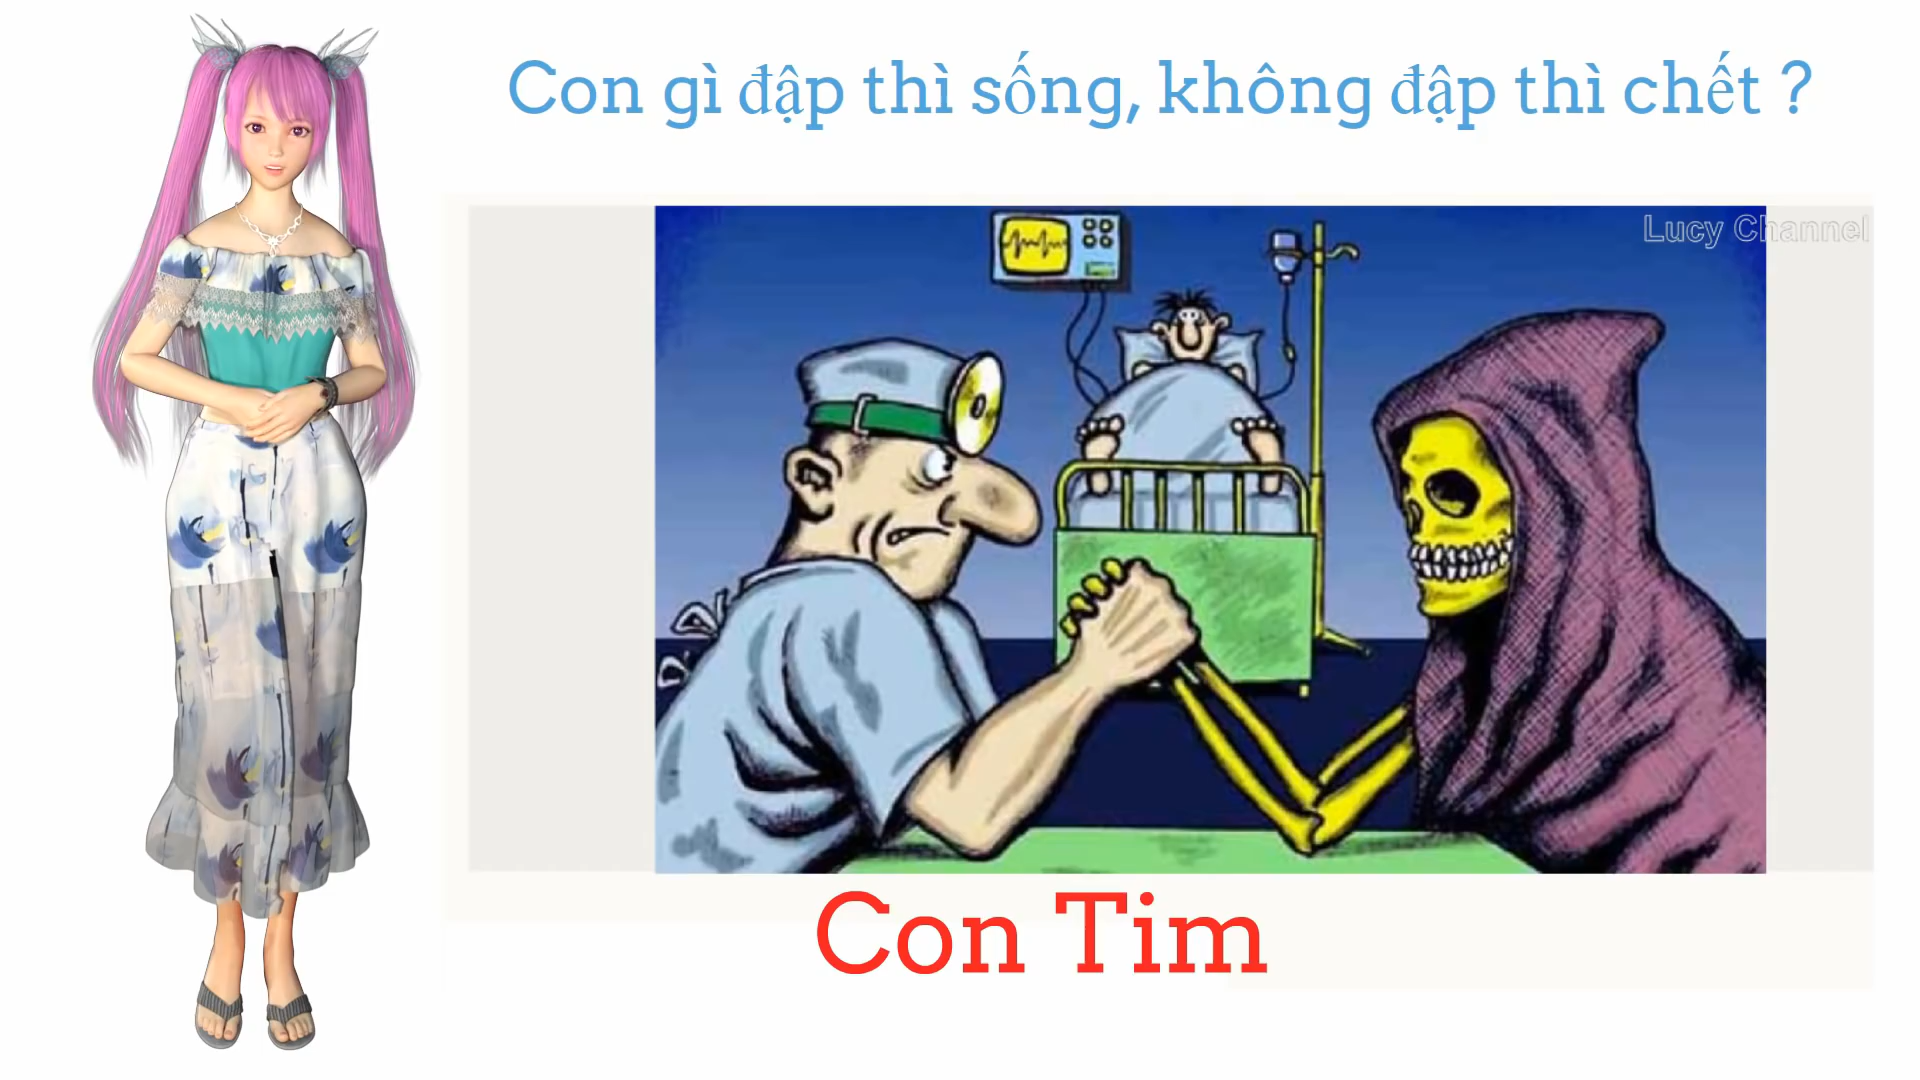 Con gì đập thì sống, không đập thì chết ?
Lucy Channel
Con Tim